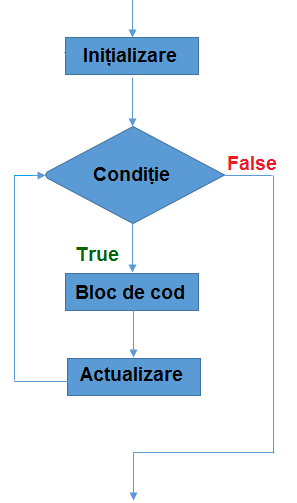 Inițializare
Condiție
False
True
Bloc de cod
Actualizare